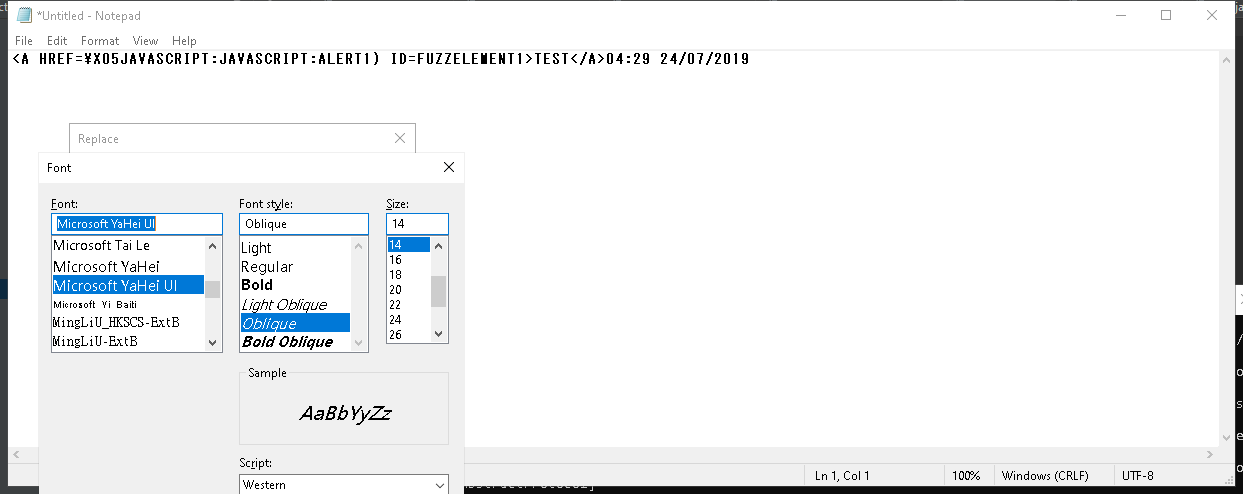 *Untitled - Notepad
File Edit Format View Help
<A HREF=¥X05JAVASCRIPT:JAVASCRIPT:ALERT1) ID=FUZZELEMENT1>TEST</A>04:29 24/07/2019
Replace
Font
Font: Font style: Size:
Microsoft YaHei UI Oblique 14
Microsoft Tai Le Light 14
Microsoft YaHei Regular 16
Microsoft YaHei UI Bold 18
Microsoft Yi Baiti Light Oblique 20
MingLiU_HKSCS-ExtB Oblique 22
MingLiU-ExtB Bold Oblique 24
26
Sample
AaBbYyZz
Script:
Western
Ln 1, Col 1 100% Windows (CRLF) UTF-8